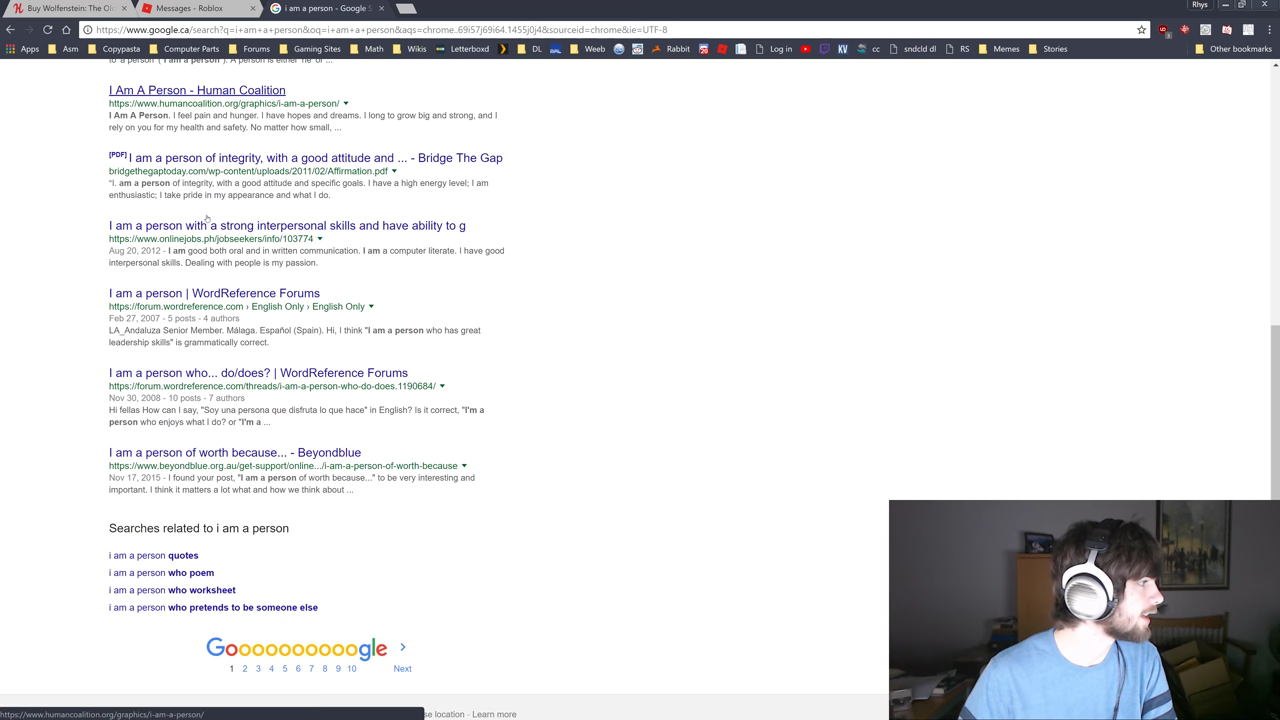 Buy Wolfenstein: The Old
Messages - Roblox
i am a person - Google S
Rhys
https://www.google.ca/search?q=i+am+a+person&oq=i+am+a+person&aqs=chrome..69i57j69i64.1455j0j4&sourceid=chrome&ie=UTF-8
Apps Asm Copypasta Computer Parts Forums Gaming Sites Math Wikis Letterboxd DL Weeb Rabbit Log in KV cc sndcld dl RS Memes Stories Other bookmarks
to 'a person' ('I am a person'). A person is either 'he' or ...
I Am A Person - Human Coalition
https://www.humancoalition.org/graphics/i-am-a-person/
I Am A Person. I feel pain and hunger. I have hopes and dreams. I long to grow big and strong, and I
rely on you for my health and safety. No matter how small, ...
[PDF] I am a person of integrity, with a good attitude and ... - Bridge The Gap
bridgethegaptoday.com/wp-content/uploads/2011/02/Affirmation.pdf
"I. am a person of integrity, with a good attitude and specific goals. I have a high energy level; I am
enthusiastic; I take pride in my appearance and what I do.
I am a person with a strong interpersonal skills and have ability to g
https://www.onlinejobs.ph/jobseekers/info/103774
Aug 20, 2012 - I am good both oral and in written communication. I am a computer literate. I have good
interpersonal skills. Dealing with people is my passion.
I am a person | WordReference Forums
https://forum.wordreference.com › English Only › English Only
Feb 27, 2007 - 5 posts - 4 authors
LA_Andaluza Senior Member. Málaga. Español (Spain). Hi, I think "I am a person who has great
leadership skills" is grammatically correct.
I am a person who... do/does? | WordReference Forums
https://forum.wordreference.com/threads/i-am-a-person-who-do-does.1190684/
Nov 30, 2008 - 10 posts - 7 authors
Hi fellas How can I say, "Soy una persona que disfruta lo que hace" in English? Is it correct, "I'm a
person who enjoys what I do? or "I'm a ...
I am a person of worth because... - Beyondblue
https://www.beyondblue.org.au/get-support/online.../i-am-a-person-of-worth-because
Nov 17, 2015 - I found your post, "I am a person of worth because..." to be very interesting and
important. I think it matters a lot what and how we think about ...
Searches related to i am a person
i am a person quotes
i am a person who poem
i am a person who worksheet
i am a person who pretends to be someone else
Goooooooooogle
1 2 3 4 5 6 7 8 9 10 Next
https://www.humancoalition.org/graphics/i-am-a-person/
se location - Learn more